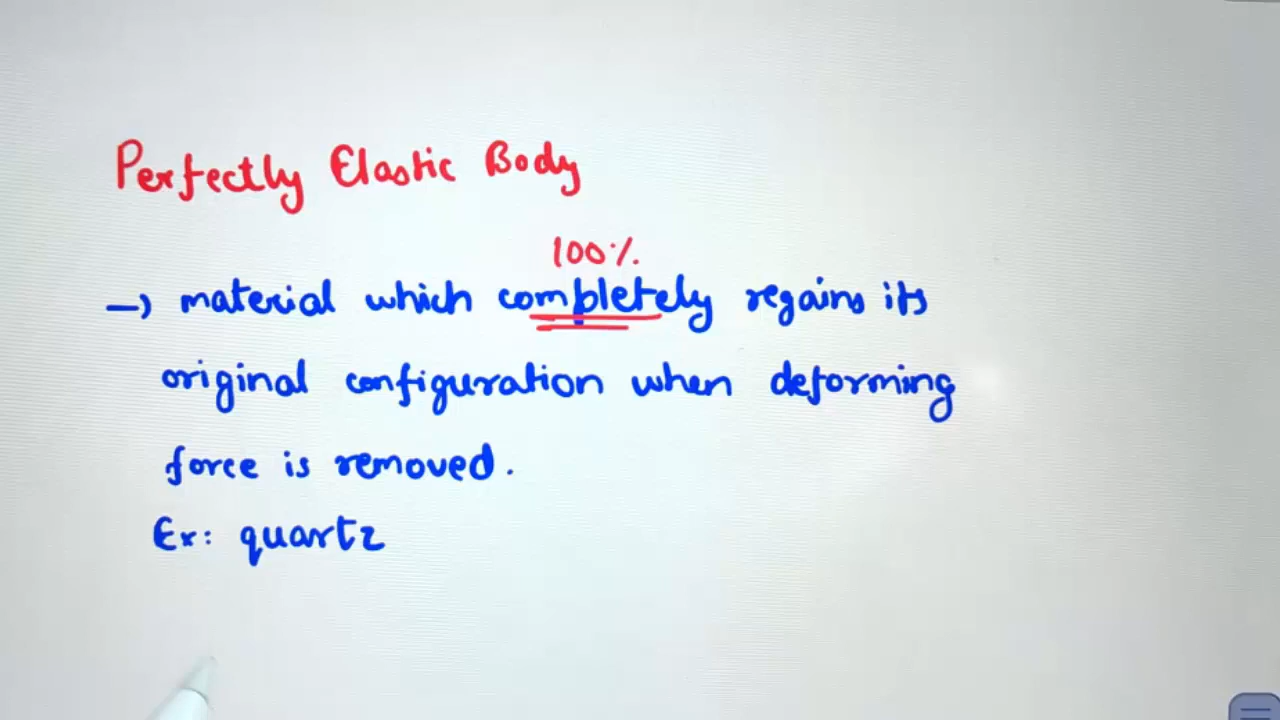 Perfectly Elastic Body
100%.
→ material which completely regains its
original configuration when deforming
force is removed.
Ex: quartz